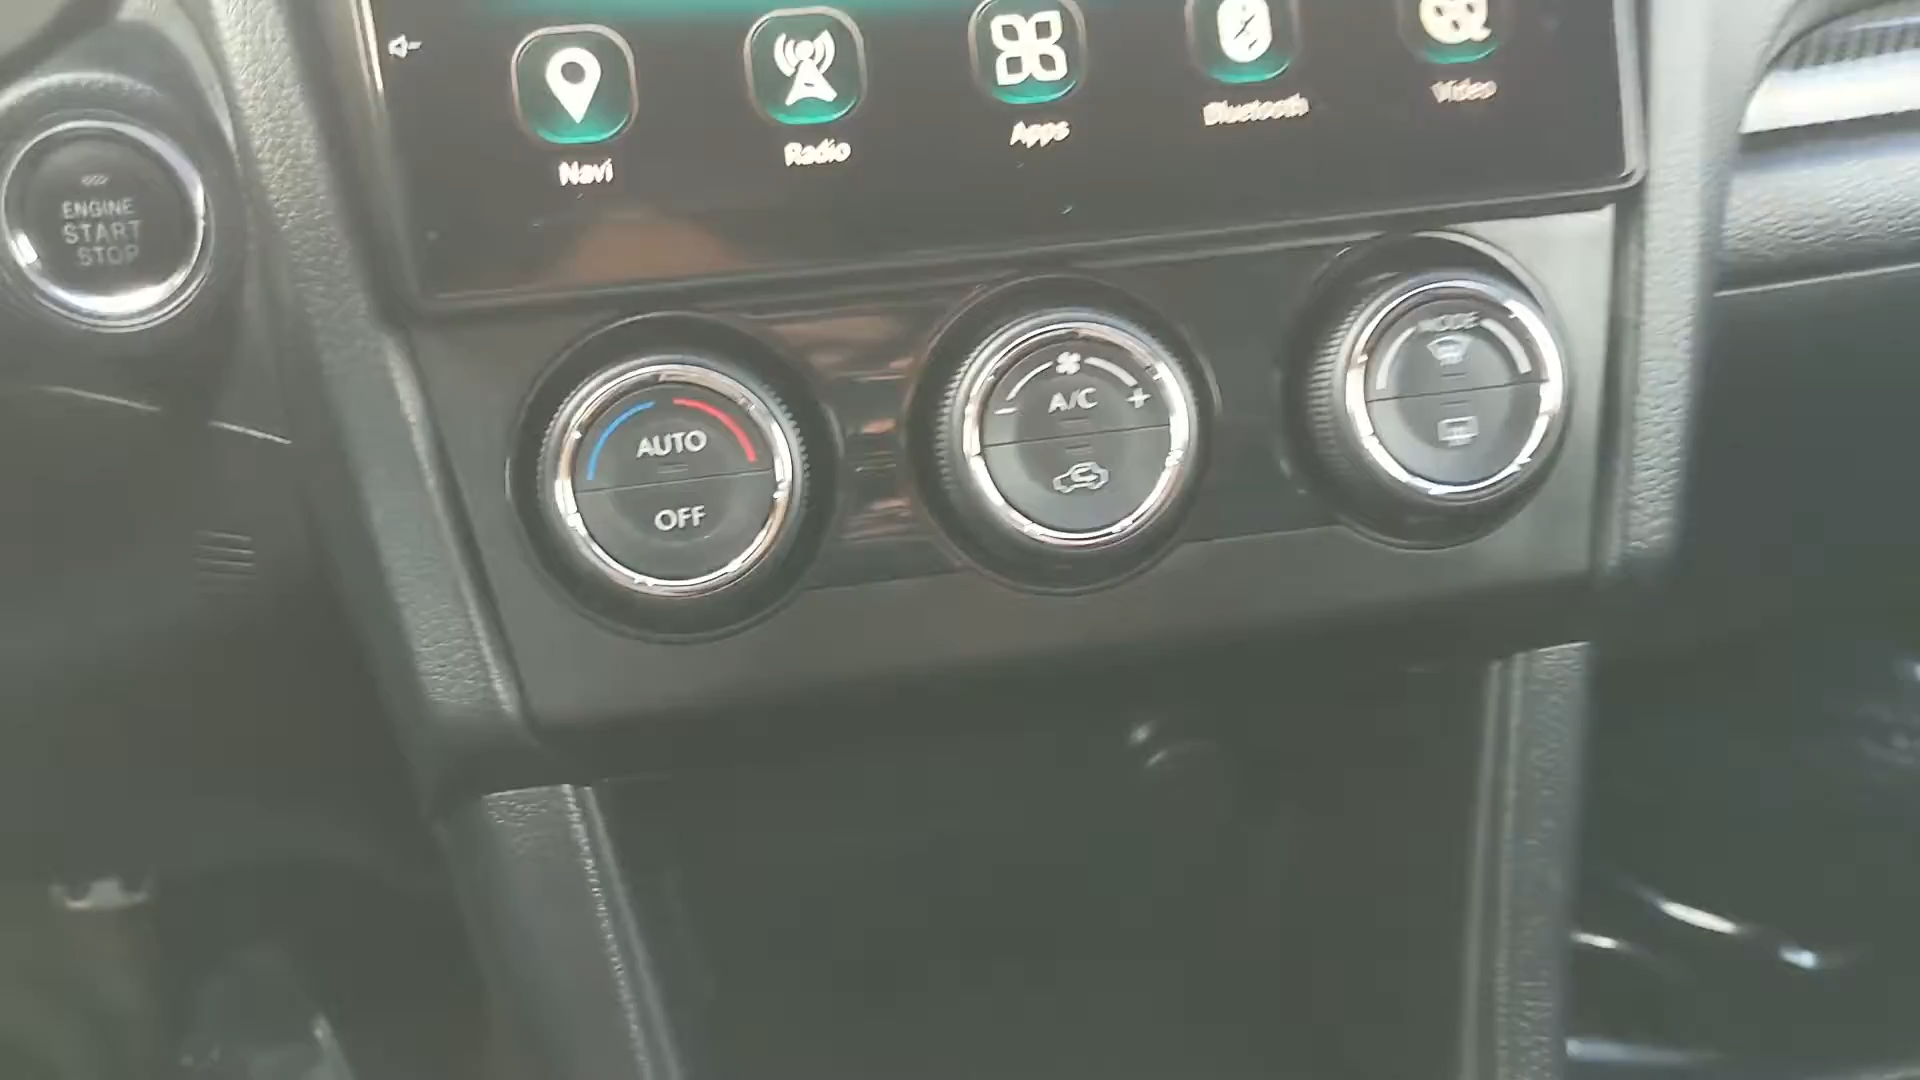 Navi
Radio
Apps
Bluetooth
Video
ENGINE
START
STOP
AUTO
OFF
A/C
- +
MODE